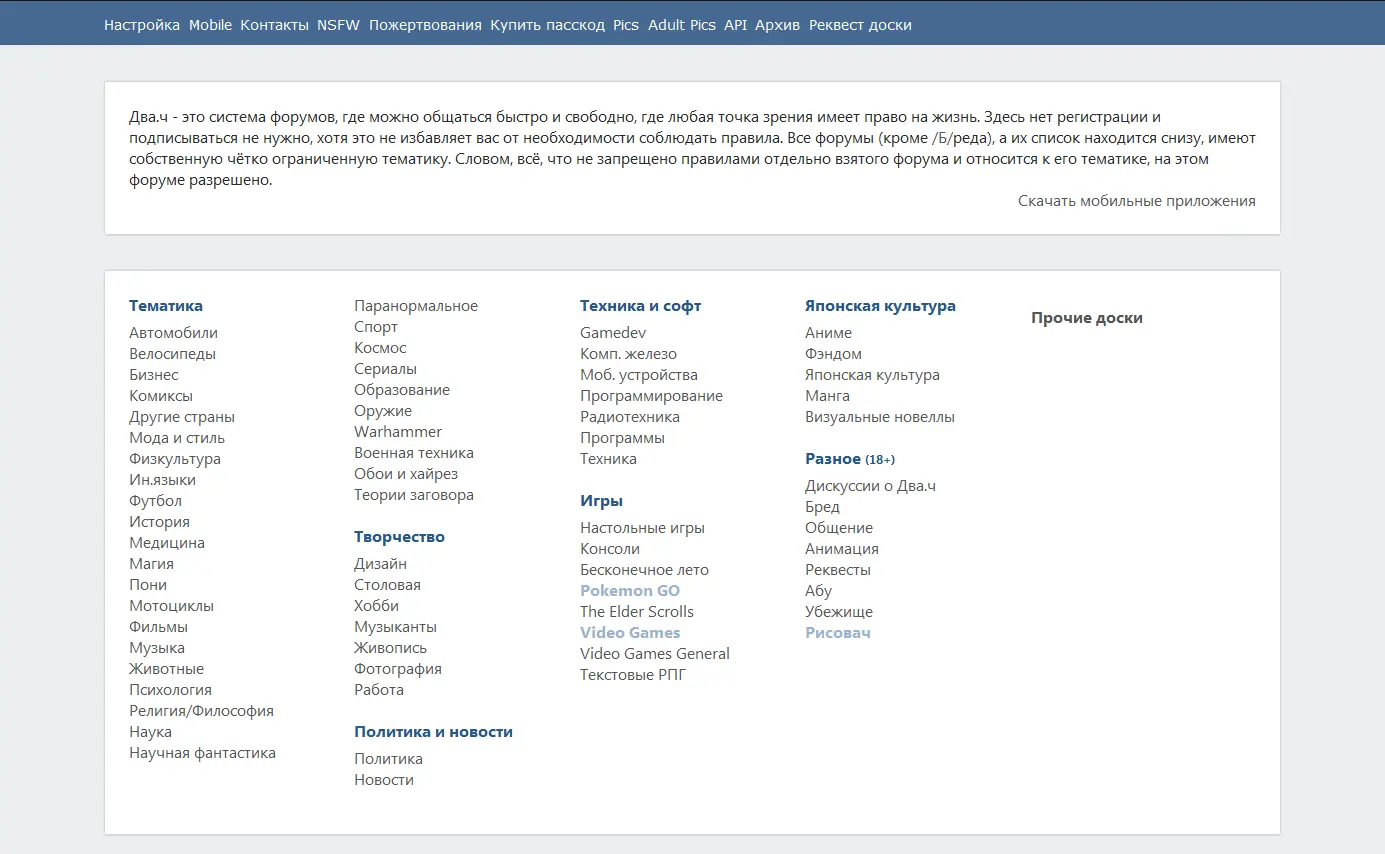 Настройка Mobile Контакты NSFW Пожертвования Купить пасскод Pics Adult Pics API Архив Реквест доски
Два.ч - это система форумов, где можно общаться быстро и свободно, где любая точка зрения имеет право на жизнь. Здесь нет регистрации и
подписываться не нужно, хотя это не избавляет вас от необходимости соблюдать правила. Все форумы (кроме /Б/реда), а их список находится снизу, имеют
собственную чётко ограниченную тематику. Словом, всё, что не запрещено правилами отдельно взятого форума и относится к его тематике, на этом
форуме разрешено.
Скачать мобильные приложения
Тематика
Автомобили
Велосипеды
Бизнес
Комиксы
Другие страны
Мода и стиль
Физкультура
Ин.языки
Футбол
История
Медицина
Магия
Пони
Мотоциклы
Фильмы
Музыка
Животные
Психология
Религия/Философия
Наука
Научная фантастика
Паранормальное
Спорт
Космос
Сериалы
Образование
Оружие
Warhammer
Военная техника
Обои и хайрез
Теории заговора
Творчество
Дизайн
Столовая
Хобби
Музыканты
Живопись
Фотография
Работа
Политика и новости
Политика
Новости
Техника и софт
Gamedev
Комп. железо
Моб. устройства
Программирование
Радиотехника
Программы
Техника
Игры
Настольные игры
Консоли
Бесконечное лето
Pokemon GO
The Elder Scrolls
Video Games
Video Games General
Текстовые РПГ
Японская культура
Аниме
Фэндом
Японская культура
Манга
Визуальные новеллы
Разное (18+)
Дискуссии о Два.ч
Бред
Общение
Анимация
Реквесты
Абу
Убежище
Рисовач
Прочие доски